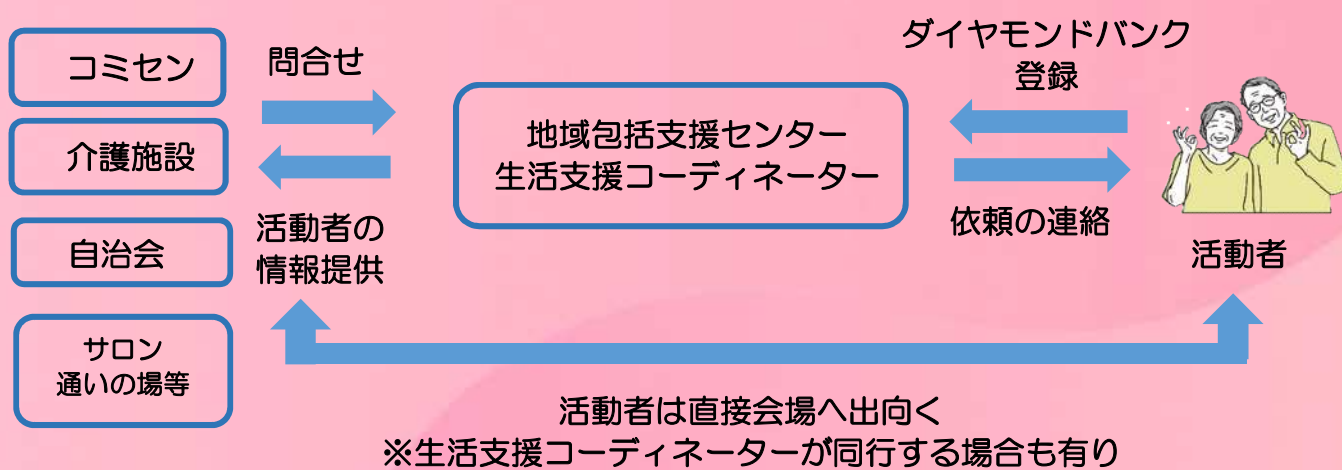 コミセン
介護施設
自治会
サロン
通いの場等
問合せ
活動者の
情報提供
地域包括支援センター
生活支援コーディネーター
ダイヤモンドバンク
登録
依頼の連絡
活動者
活動者は直接会場へ出向く
※生活支援コーディネーターが同行する場合も有り